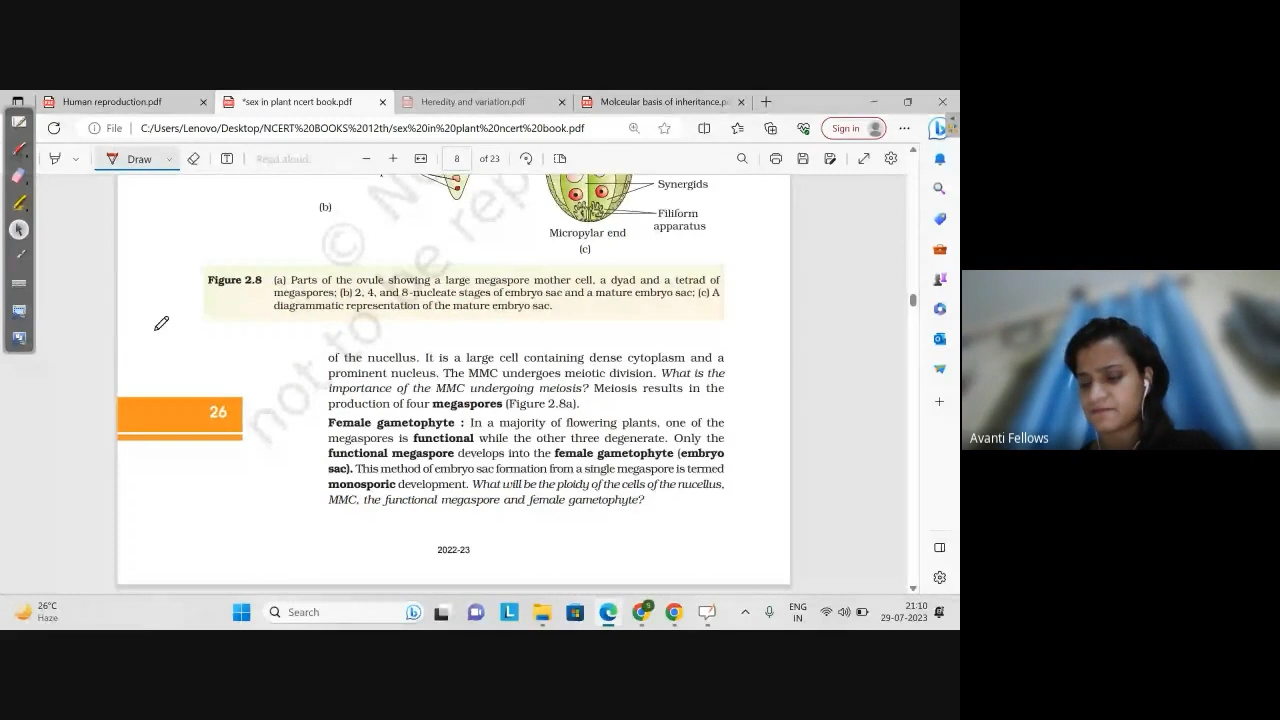 Human reproduction.pdf
*sex in plant ncert book.pdf
Heredity and variation.pdf
Molceular basis of inheritance.p
File
C:/Users/Lenovo/Desktop/NCERT%20BOOKS%2012th/sex%20in%20plant%20ncert%20book.pdf
Sign in
Draw
Read aloud
8 of 23
Synergids
(b)
Filiform
apparatus
Micropylar end
(c)
Figure 2.8 (a) Parts of the ovule showing a large megaspore mother cell, a dyad and a tetrad of
megaspores; (b) 2, 4, and 8-nucleate stages of embryo sac and a mature embryo sac; (c) A
diagrammatic representation of the mature embryo sac.
of the nucellus. It is a large cell containing dense cytoplasm and a
prominent nucleus. The MMC undergoes meiotic division. What is the
importance of the MMC undergoing meiosis? Meiosis results in the
production of four megaspores (Figure 2.8a).
26
Female gametophyte : In a majority of flowering plants, one of the
megaspores is functional while the other three degenerate. Only the
functional megaspore develops into the female gametophyte (embryo
sac). This method of embryo sac formation from a single megaspore is termed
monosporic development. What will be the ploidy of the cells of the nucellus,
MMC, the functional megaspore and female gametophyte?
2022-23
not to be rep
© N
Avanti Fellows
26°C
Haze
Search
ENG
IN
21:10
29-07-2023